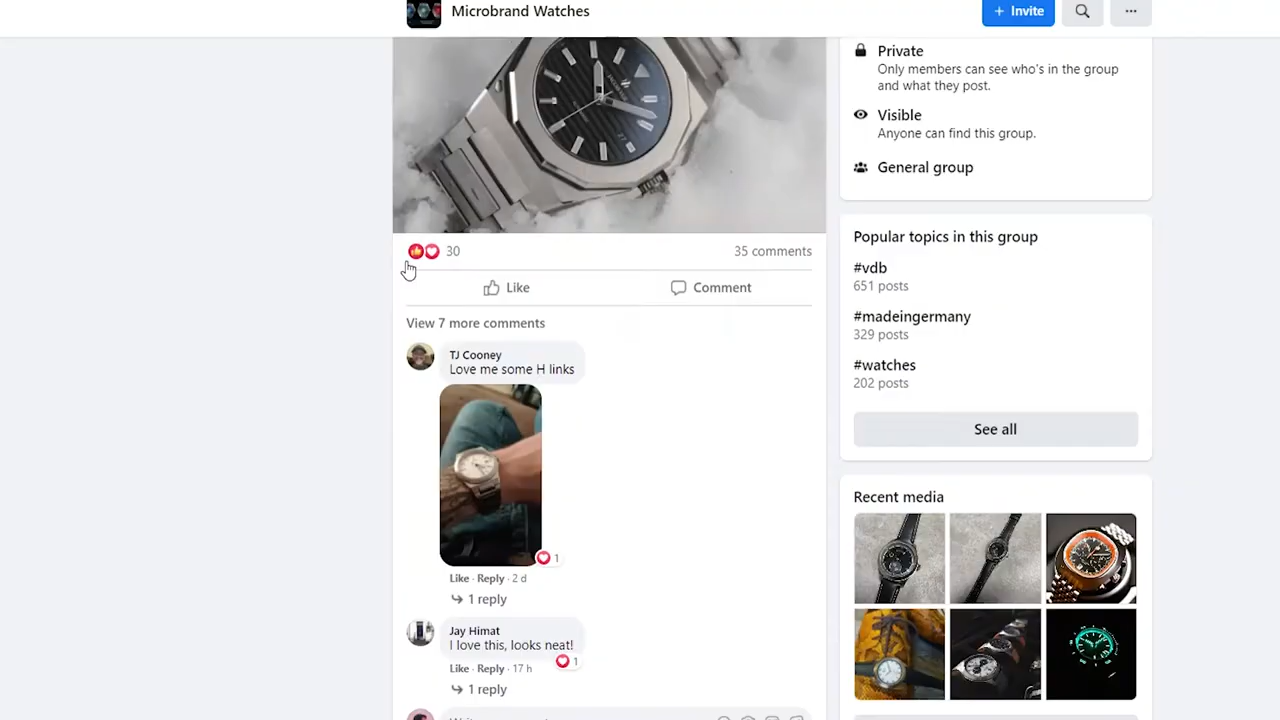 Microbrand Watches
+ Invite
30
35 comments
Like
Comment
View 7 more comments
TJ Cooney
Love me some H links
1
Like · Reply · 2 d
1 reply
Jay Himat
I love this, looks neat!
1
Like · Reply · 17 h
1 reply
Private
Only members can see who's in the group
and what they post.
Visible
Anyone can find this group.
General group
Popular topics in this group
#vdb
651 posts
#madeingermany
329 posts
#watches
202 posts
See all
Recent media